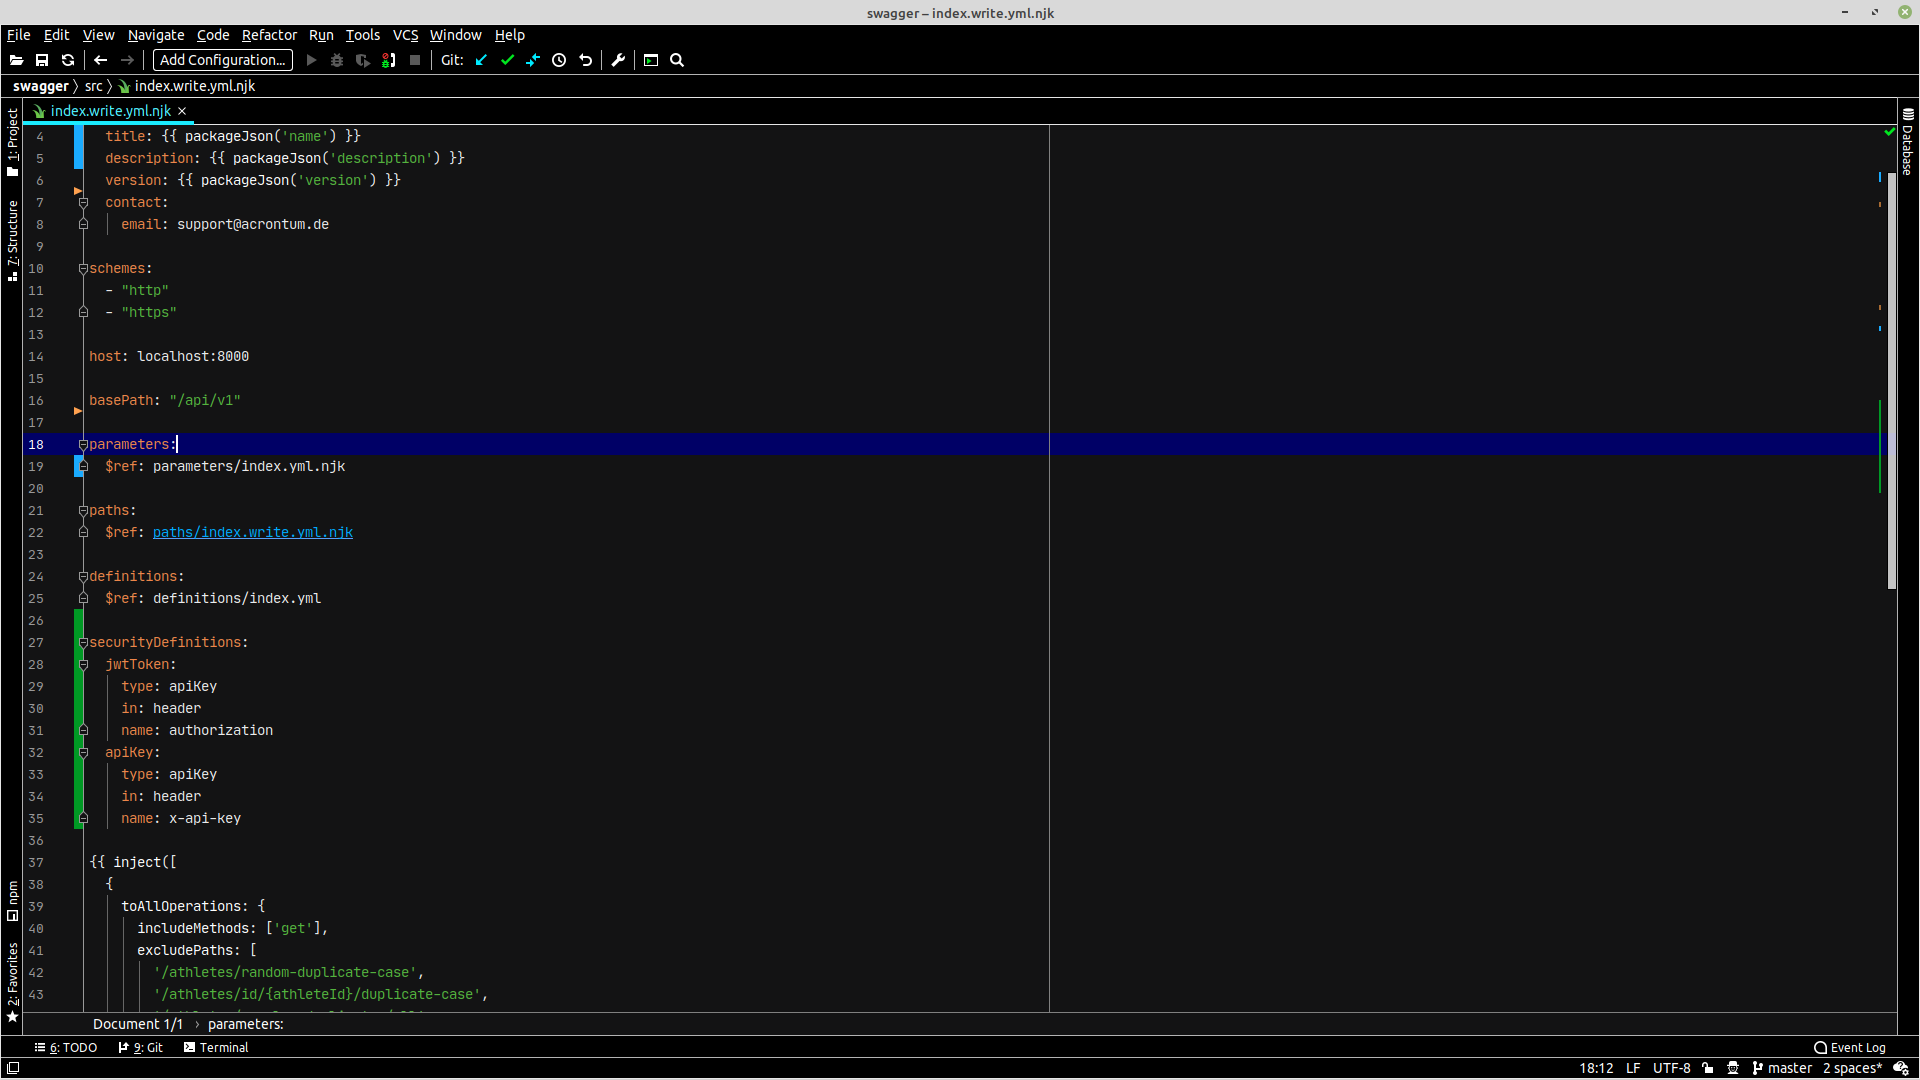 swagger – index.write.yml.njk
File Edit View Navigate Code Refactor Run Tools VCS Window Help
Add Configuration... Git:
swagger src index.write.yml.njk
index.write.yml.njk
1: Project
7: Structure
npm
2: Favorites
Database
4 title: {{ packageJson('name') }}
5 description: {{ packageJson('description') }}
6 version: {{ packageJson('version') }}
7 contact:
8 email: support@acrontum.de
9
10 schemes:
11 - "http"
12 - "https"
13
14 host: localhost:8000
15
16 basePath: "/api/v1"
17
18 parameters:
19 $ref: parameters/index.yml.njk
20
21 paths:
22 $ref: paths/index.write.yml.njk
23
24 definitions:
25 $ref: definitions/index.yml
26
27 securityDefinitions:
28 jwtToken:
29 type: apiKey
30 in: header
31 name: authorization
32 apiKey:
33 type: apiKey
34 in: header
35 name: x-api-key
36
37 {{ inject([
38 {
39 toAllOperations: {
40 includeMethods: ['get'],
41 excludePaths: [
42 '/athletes/random-duplicate-case',
43 '/athletes/id/{athleteId}/duplicate-case',
Document 1/1 › parameters:
6: TODO 9: Git Terminal Event Log
18:12 LF UTF-8 master 2 spaces*